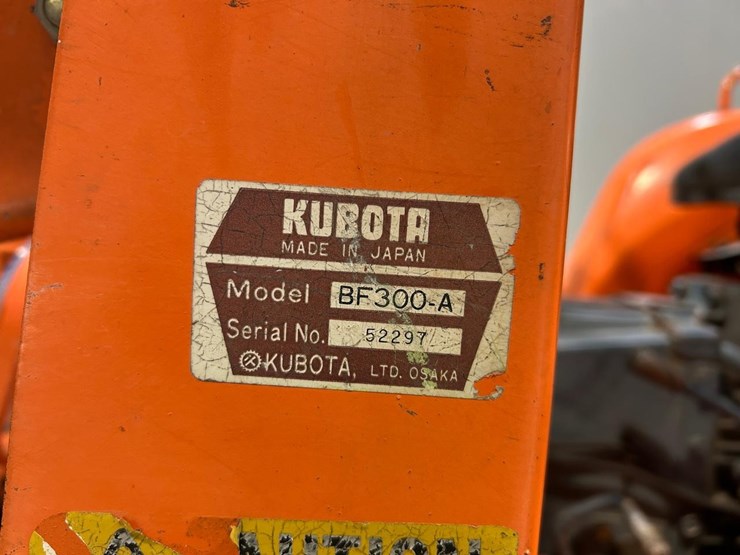 KUBOTA
MADE IN JAPAN
Model BF300-A
Serial No. 52297
KUBOTA, LTD. OSAKA